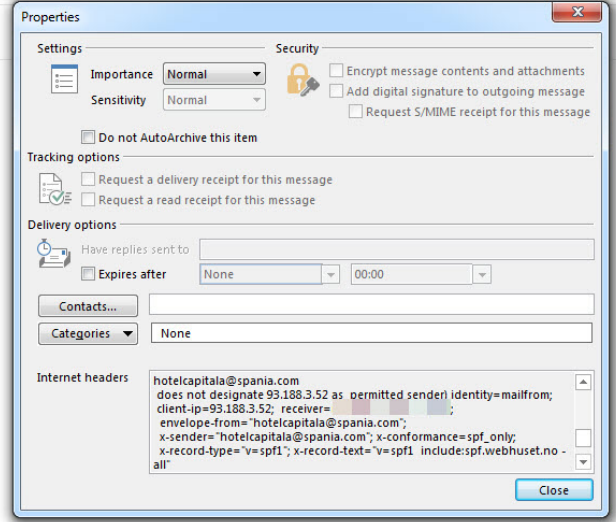 Properties
Settings
Security
Importance
Normal
Encrypt message contents and attachments
Add digital signature to outgoing message
Sensitivity
Normal
Request S/MIME receipt for this message
Do not AutoArchive this item
Tracking options
Request a delivery receipt for this message
Request a read receipt for this message
Delivery options
Have replies sent to
Expires after
None
00:00
Contacts...
Categories
None
Internet headers
hotelcapitala@spania.com
does not designate 93.188.3.52 as permitted sender) identity=mailfrom;
client-ip=93.188.3.52; receiver= ;
envelope-from="hotelcapitala@spania.com";
x-sender="hotelcapitala@spania.com"; x-conformance=spf_only;
x-record-type="v=spf1"; x-record-text="v=spf1 include:spf.webhuset.no -
all"
Close